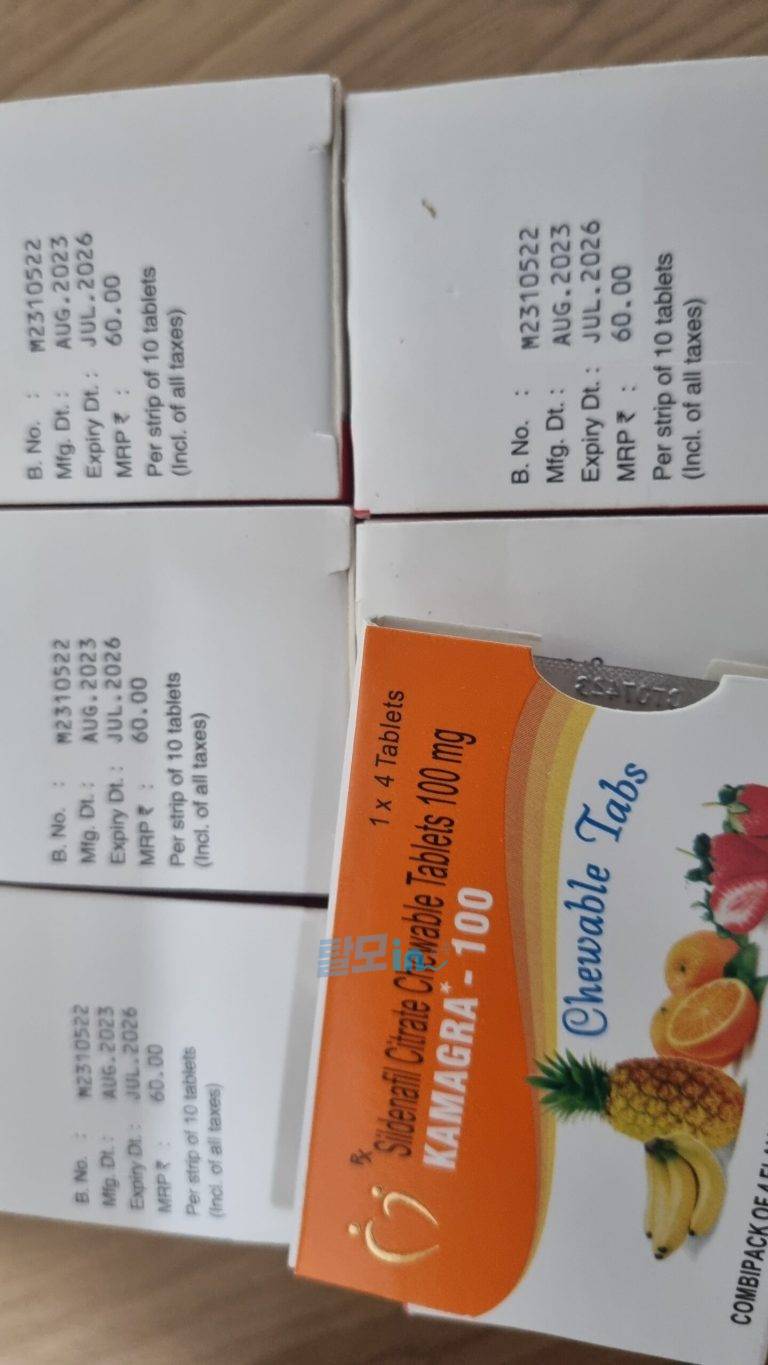 B. No. : M2310522
Mfg. Dt. : AUG.2023
Expiry Dt. : JUL.2026
MRP ₹ : 60.00
Per strip of 10 tablets
(Incl. of all taxes)
B. No. : M2310522
Mfg. Dt. : AUG.2023
Expiry Dt. : JUL.2026
MRP ₹ : 60.00
Per strip of 10 tablets
(Incl. of all taxes)
B. No. : M2310522
Mfg. Dt. : AUG.2023
Expiry Dt. : JUL.2026
MRP ₹ : 60.00
Per strip of 10 tablets
(Incl. of all taxes)
B. No. : M2310522
Mfg. Dt. : AUG.2023
Expiry Dt. : JUL.2026
MRP ₹ : 60.00
Per strip of 10 tablets
(Incl. of all taxes)
1 x 4 Tablets
Rx
Sildenafil Citrate Chewable Tablets 100 mg
KAMAGRA*- 100
Chewable Tabs
COMBIPACK OF 4